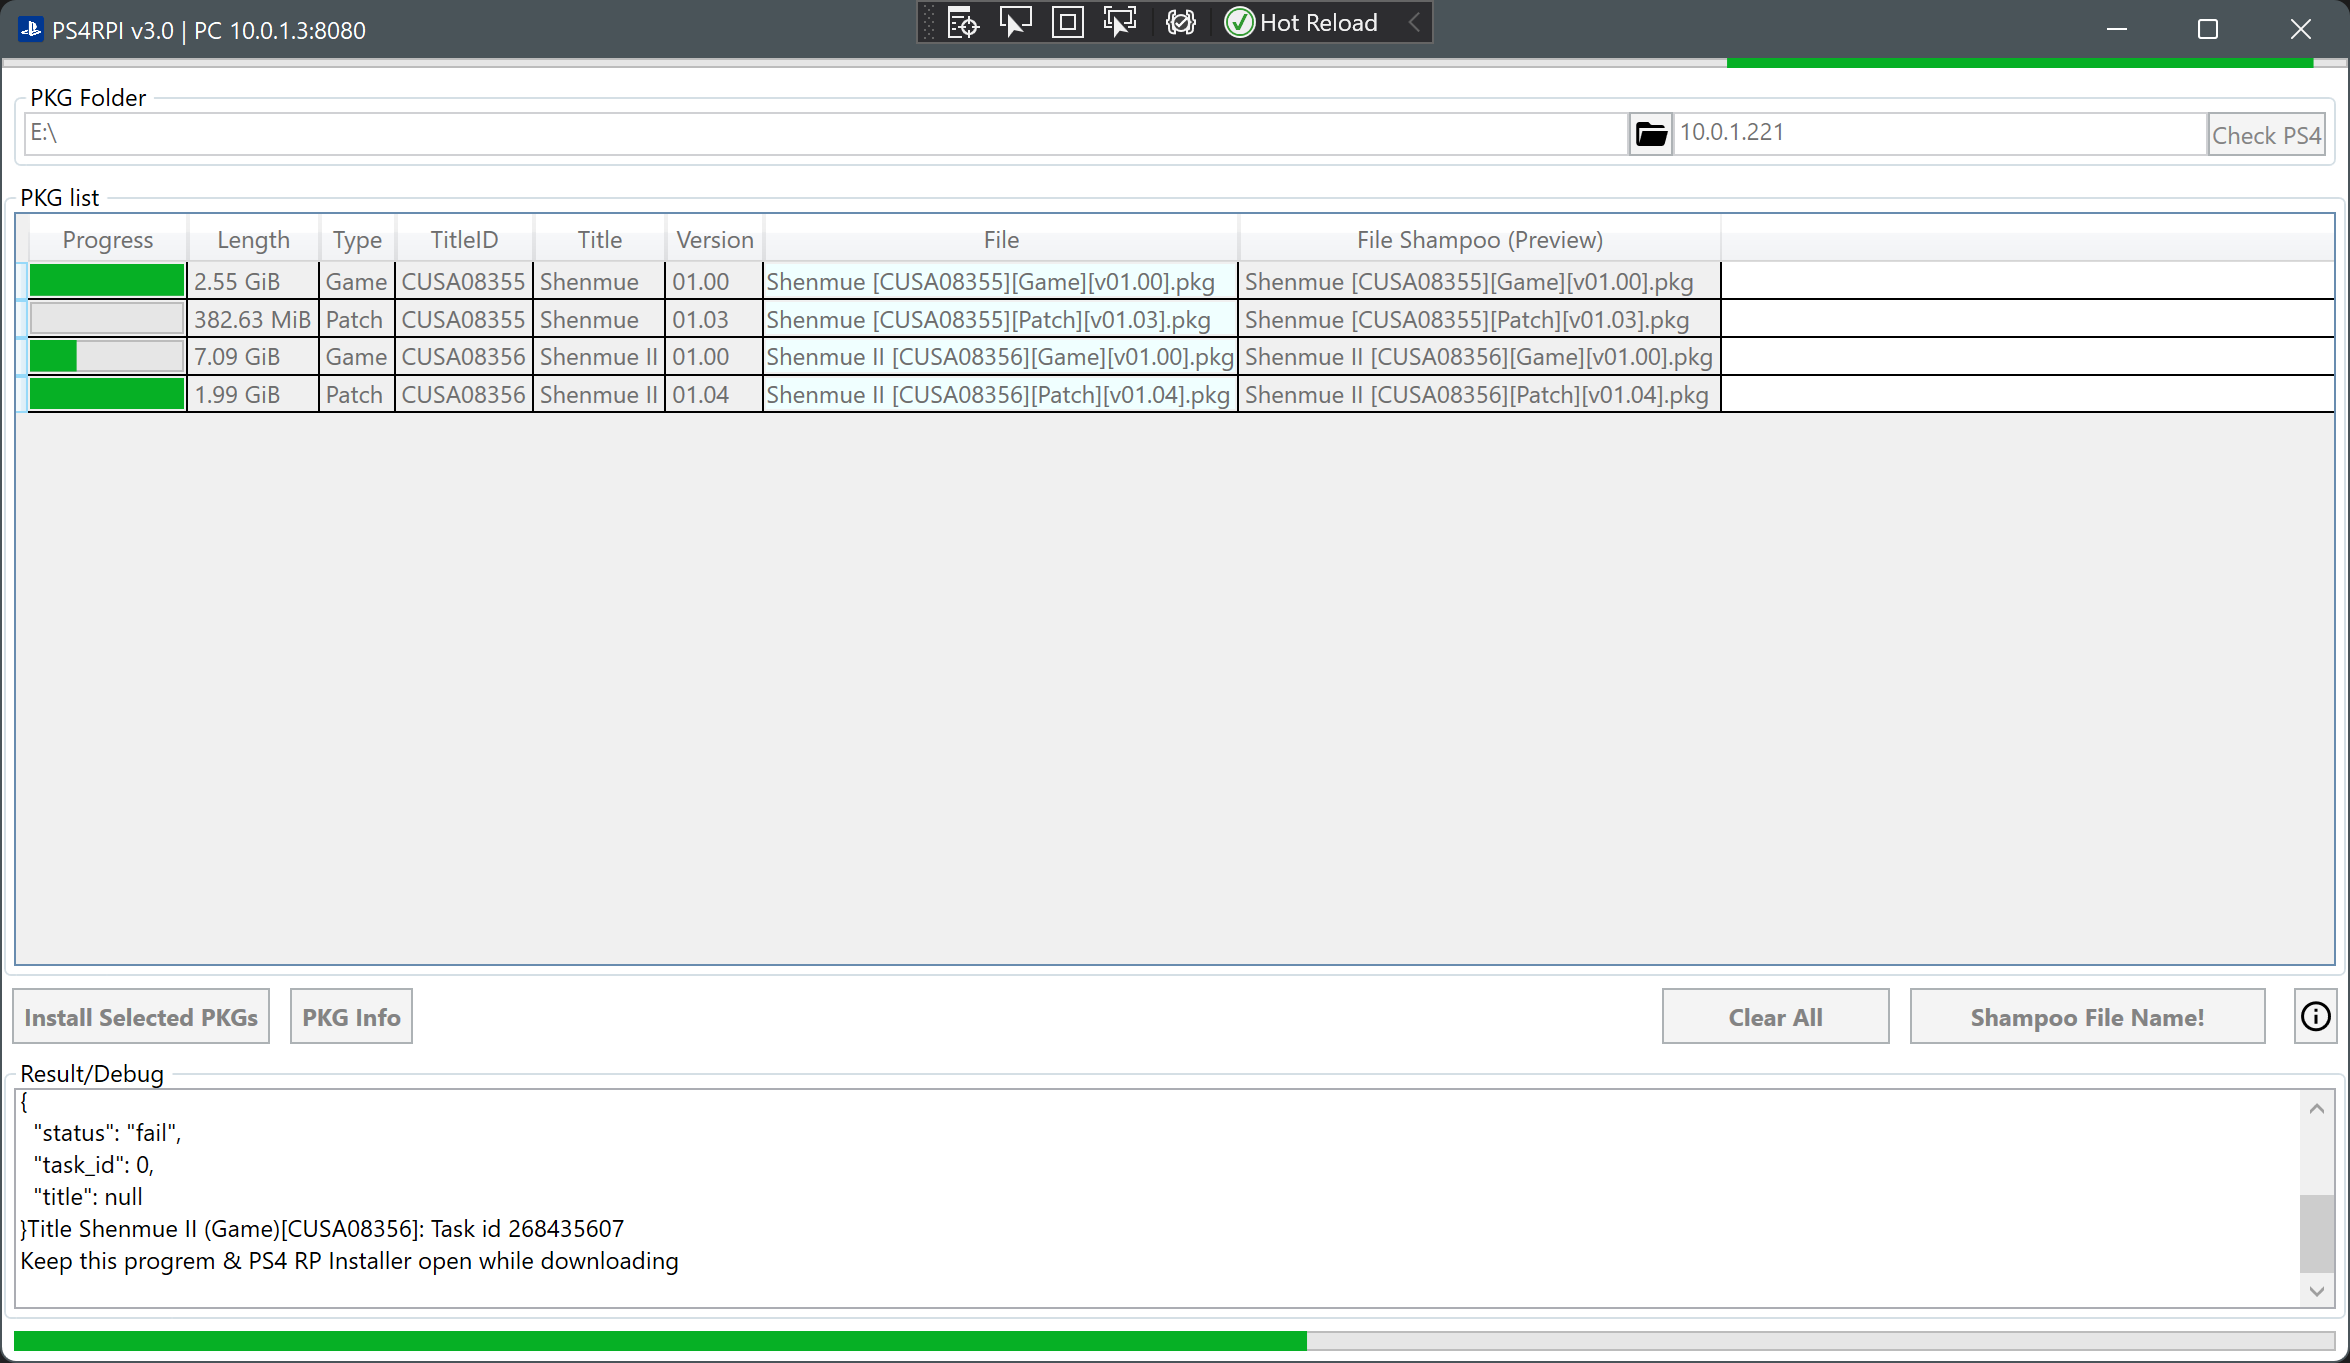 PS4RPI v3.0 | PC 10.0.1.3:8080
Hot Reload
PKG Folder
E:\
10.0.1.221
Check PS4
PKG list
Progress Length Type TitleID Title Version File File Shampoo (Preview)
2.55 GiB Game CUSA08355 Shenmue 01.00 Shenmue [CUSA08355][Game][v01.00].pkg Shenmue [CUSA08355][Game][v01.00].pkg
382.63 MiB Patch CUSA08355 Shenmue 01.03 Shenmue [CUSA08355][Patch][v01.03].pkg Shenmue [CUSA08355][Patch][v01.03].pkg
7.09 GiB Game CUSA08356 Shenmue II 01.00 Shenmue II [CUSA08356][Game][v01.00].pkg Shenmue II [CUSA08356][Game][v01.00].pkg
1.99 GiB Patch CUSA08356 Shenmue II 01.04 Shenmue II [CUSA08356][Patch][v01.04].pkg Shenmue II [CUSA08356][Patch][v01.04].pkg
Install Selected PKGs
PKG Info
Clear All
Shampoo File Name!
Result/Debug
{
"status": "fail",
"task_id": 0,
"title": null
}Title Shenmue II (Game)[CUSA08356]: Task id 268435607
Keep this progrem & PS4 RP Installer open while downloading